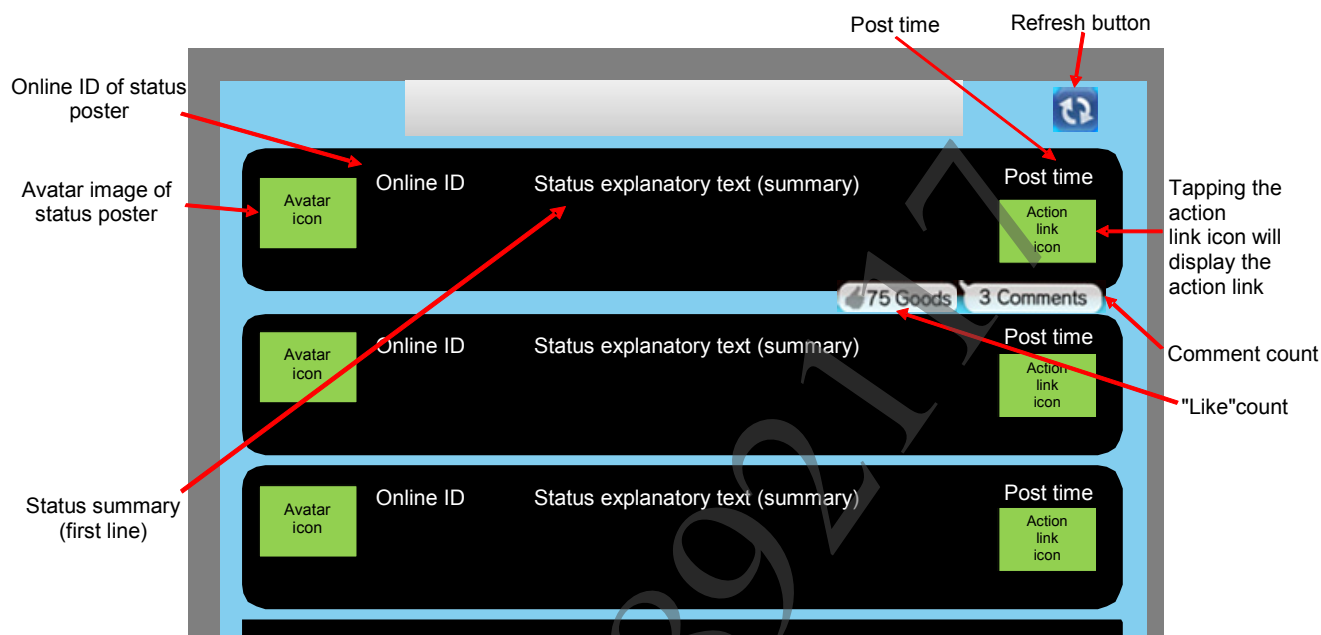 Post time
Refresh button
Online ID of status
poster
Avatar image of
status poster
Avatar
icon
Online ID
Status explanatory text (summary)
Post time
Action
link
icon
Tapping the
action
link icon will
display the
action link
75 Goods
3 Comments
Avatar
icon
Online ID
Status explanatory text (summary)
Post time
Action
link
icon
Comment count
"Like"count
Status summary
(first line)
Avatar
icon
Online ID
Status explanatory text (summary)
Post time
Action
link
icon